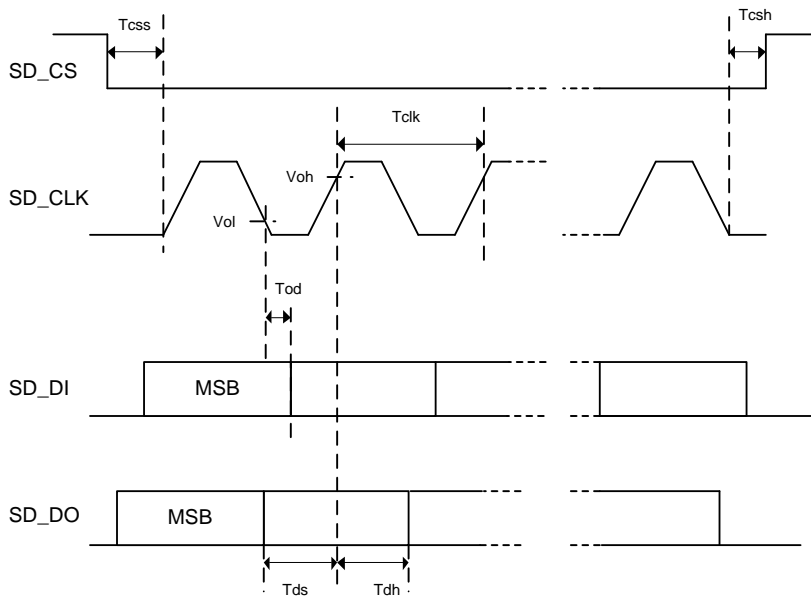 Tcss
Tcsh
SD_CS
Tclk
Voh
SD_CLK
Vol
Tod
SD_DI
MSB
SD_DO
MSB
Tds
Tdh